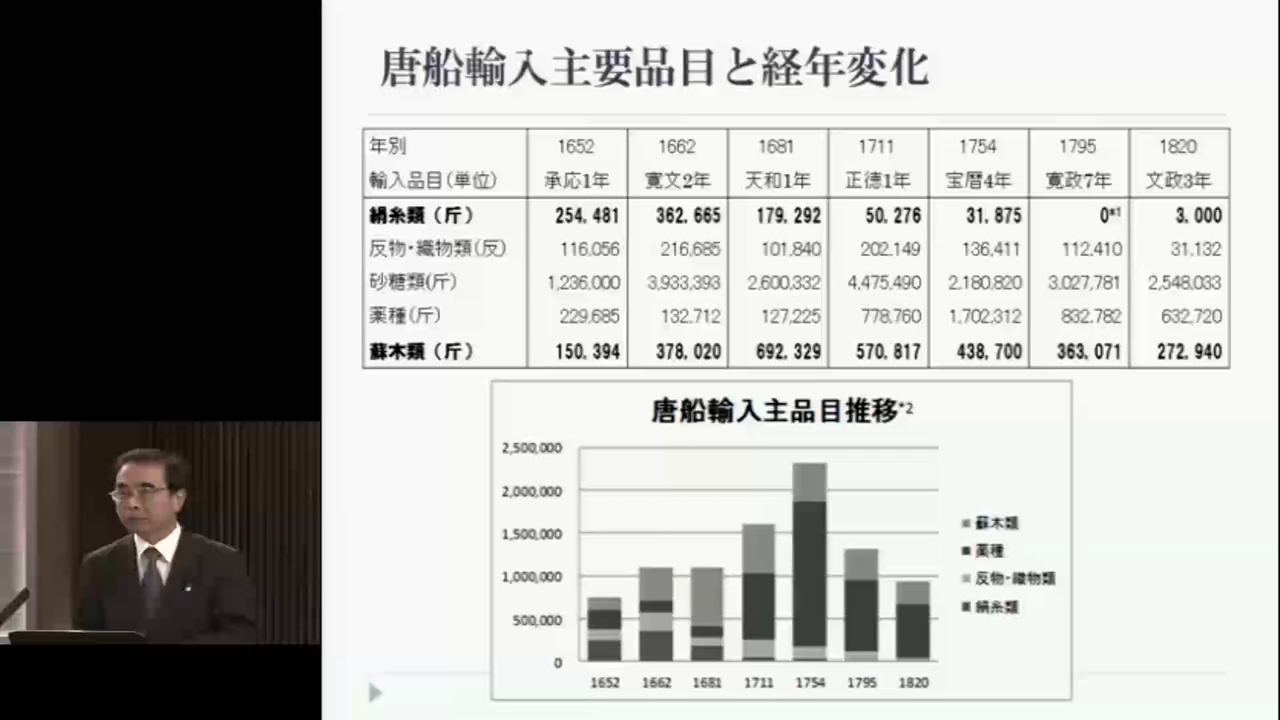 唐船輸入主要品目と経年変化
年別 1652 1662 1681 1711 1754 1795 1820
輸入品目(単位) 承応1年 寛文2年 天和1年 正徳1年 宝暦4年 寛政7年 文政3年
絹糸類(斤) 254,481 362,665 179,292 50,276 31,875 0*1 3,000
反物・織物類(反) 116,056 216,685 101,840 202,149 136,411 112,410 31,132
砂糖類(斤) 1,236,000 3,933,393 2,600,332 4,475,490 2,180,820 3,027,781 2,548,033
薬種(斤) 229,685 132,712 127,225 778,760 1,702,312 832,782 632,720
蘇木類(斤) 150,394 378,020 692,329 570,817 438,700 363,071 272,940
唐船輸入主品目推移*2
2,500,000
2,000,000
1,500,000
1,000,000
500,000
0
1652 1662 1681 1711 1754 1795 1820
蘇木類
薬種
反物・織物類
絹糸類